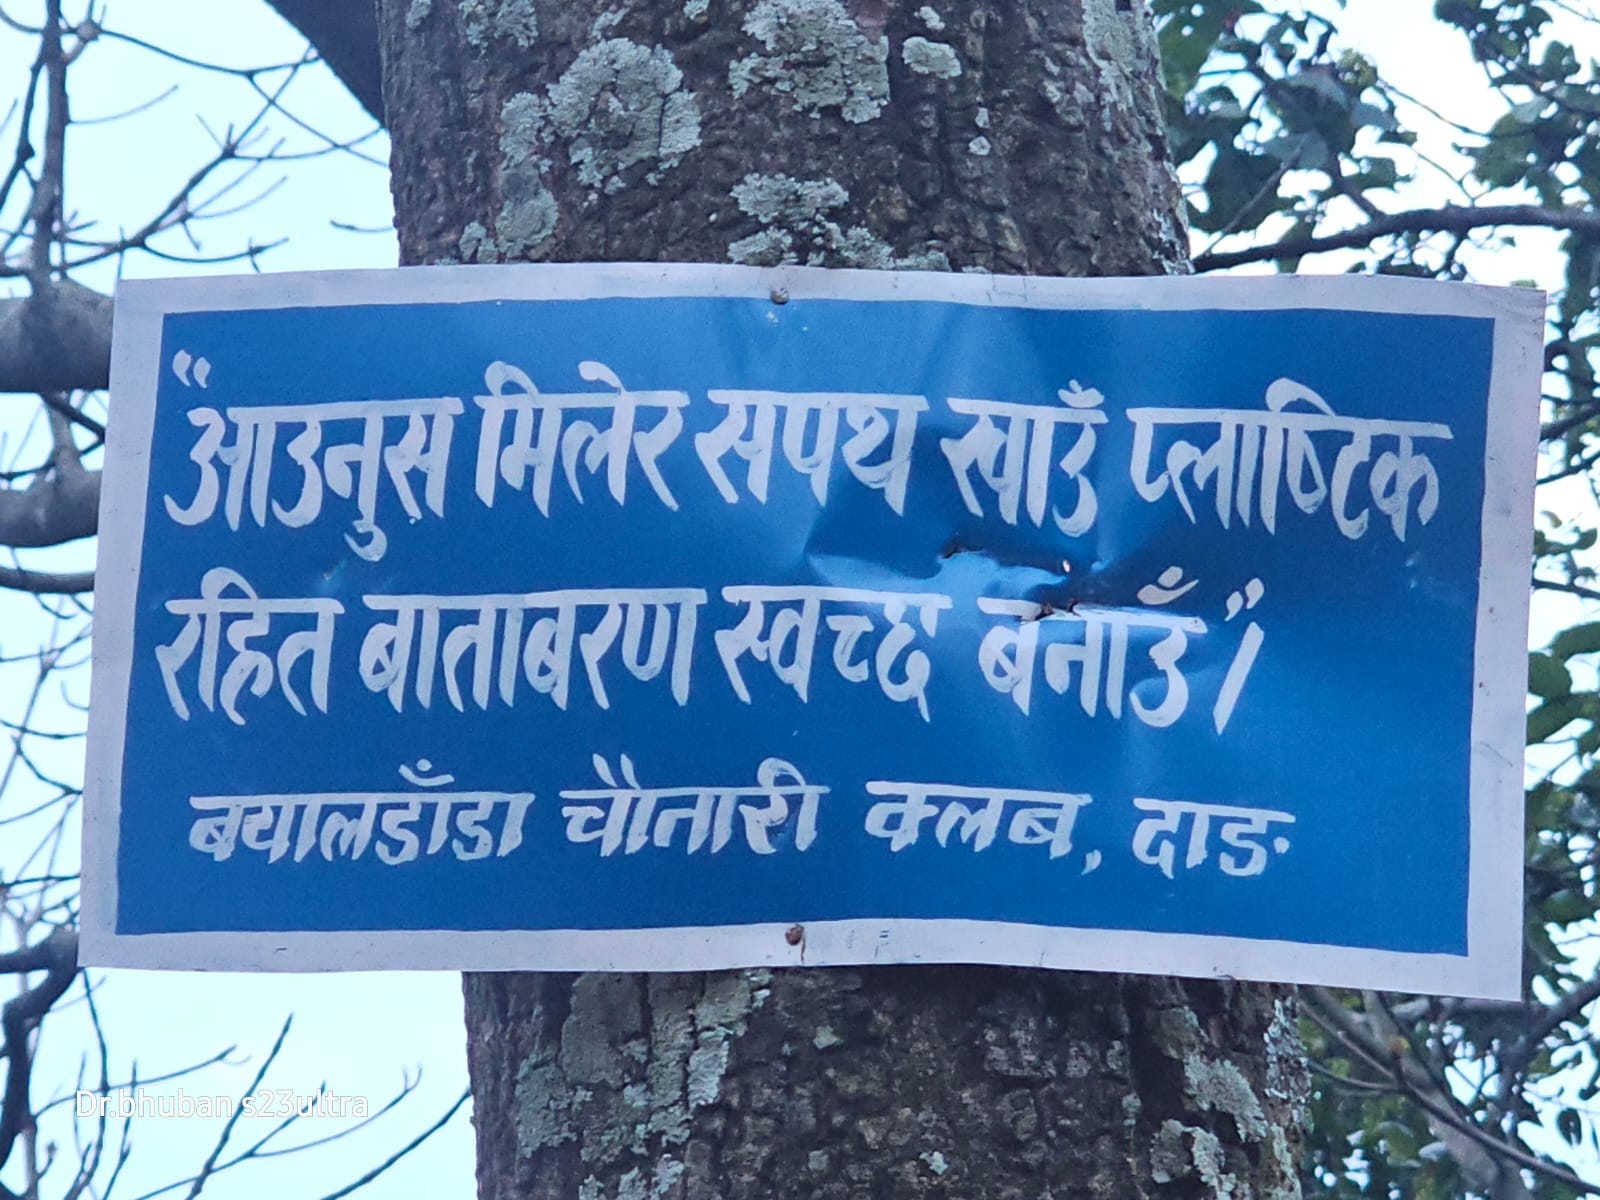 "आउनुस मिलेर सपथ खाउँ प्लाष्टिक
रहित बाताबरण स्वच्छ बनाउँ"।
बयालडाँडा चौतारी क्लब, दाङ
Dr.bhuban s23ultra